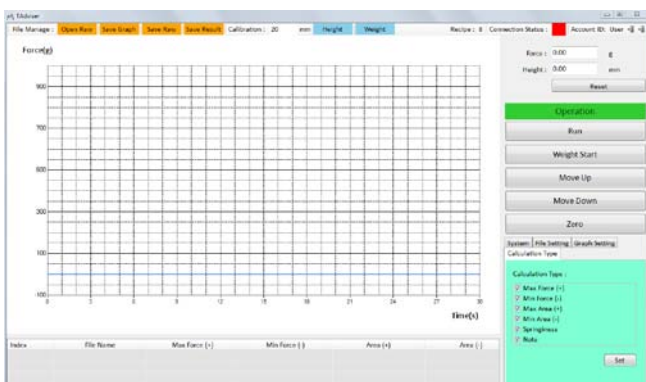 TAdviser
File Manage : Open Raw Save Graph Save Raw Save Result Calibration : 20 mm Height Weight Recipe : 8 Connection Status : Account ID: User
Force(g)
Force : 0.00 g
Height : 0.00 mm
Reset
Operation
Run
Weight Start
Move Up
Move Down
Zero
System File Setting Graph Setting
Calculation Type
Calculation Type :
Max Force (+)
Min Force (-)
Max Area (+)
Min Area (-)
Springiness
Set
900
700
300
100
-100
0 3 6 9 12 15 18 21 24 27 30
Time(s)
Index File Name Max Force (+) Min Force (-) Area (+) Area (-)